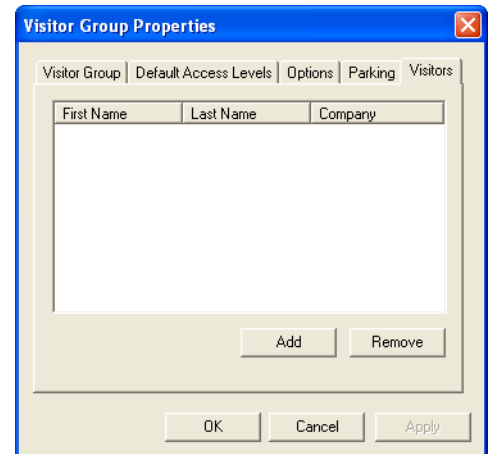 Visitor Group Properties
Visitor Group Default Access Levels Options Parking Visitors
First Name Last Name Company
Add Remove
OK Cancel Apply